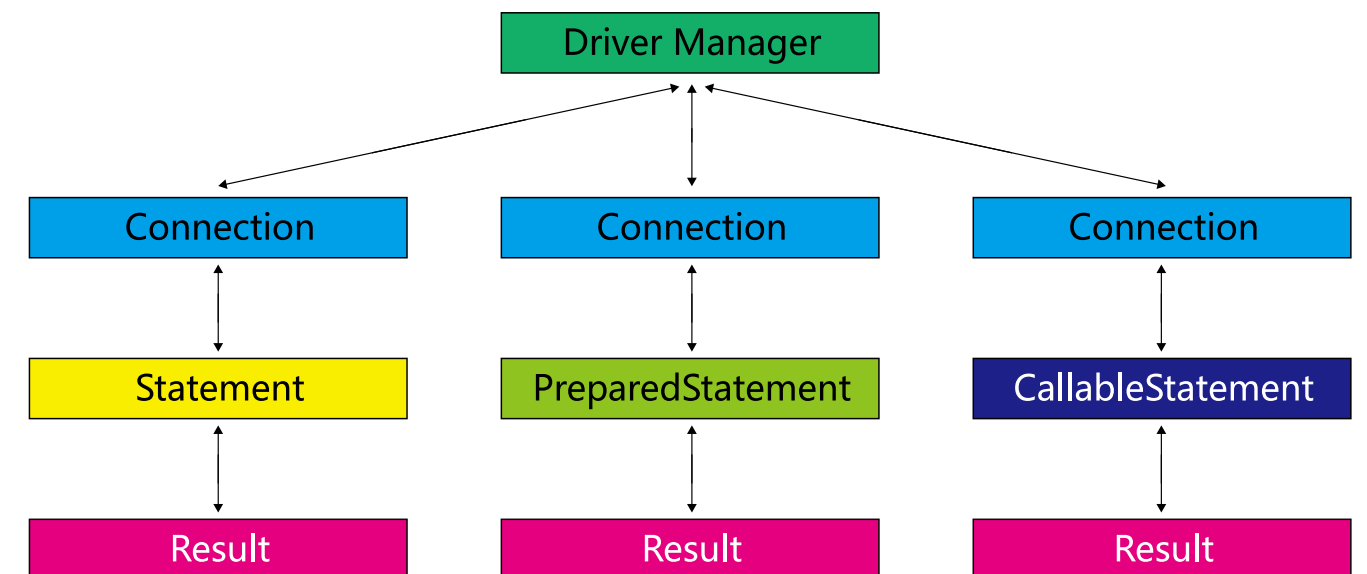 Driver Manager
Connection
Connection
Connection
Statement
PreparedStatement
CallableStatement
Result
Result
Result